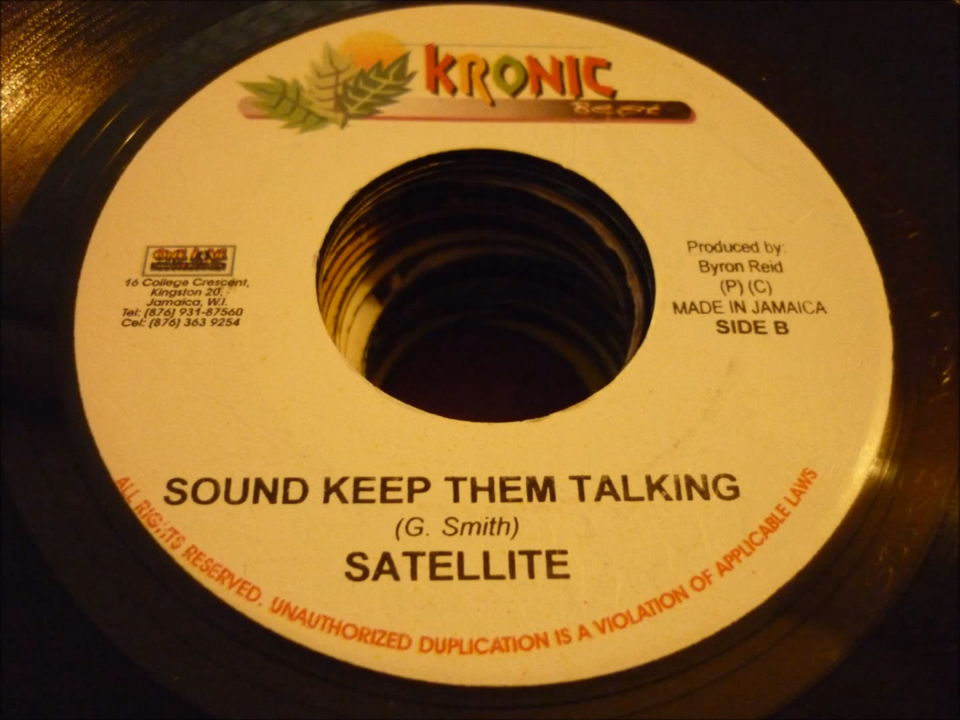 KRONIC
Beat
16 College Crescent,
Kingston 20,
Jamaica, W.I.
Tel: (876) 931-87560
Cel: (876) 363 9254
Produced by:
Byron Reid
(P) (C)
MADE IN JAMAICA
SIDE B
SOUND KEEP THEM TALKING
(G. Smith)
SATELLITE
ALL RIGHTS RESERVED. UNAUTHORIZED DUPLICATION IS A VIOLATION OF APPLICABLE LAWS